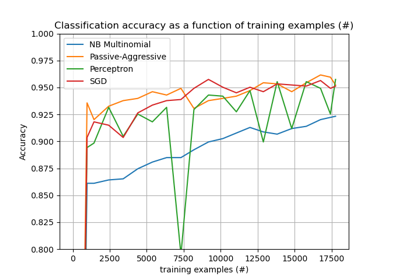 Classification accuracy as a function of training examples (#)
1.000
0.975
0.950
0.925
0.900
0.875
0.850
0.825
0.800
Accuracy
NB Multinomial
Passive-Aggressive
Perceptron
SGD
0 2500 5000 7500 10000 12500 15000 17500
training examples (#)